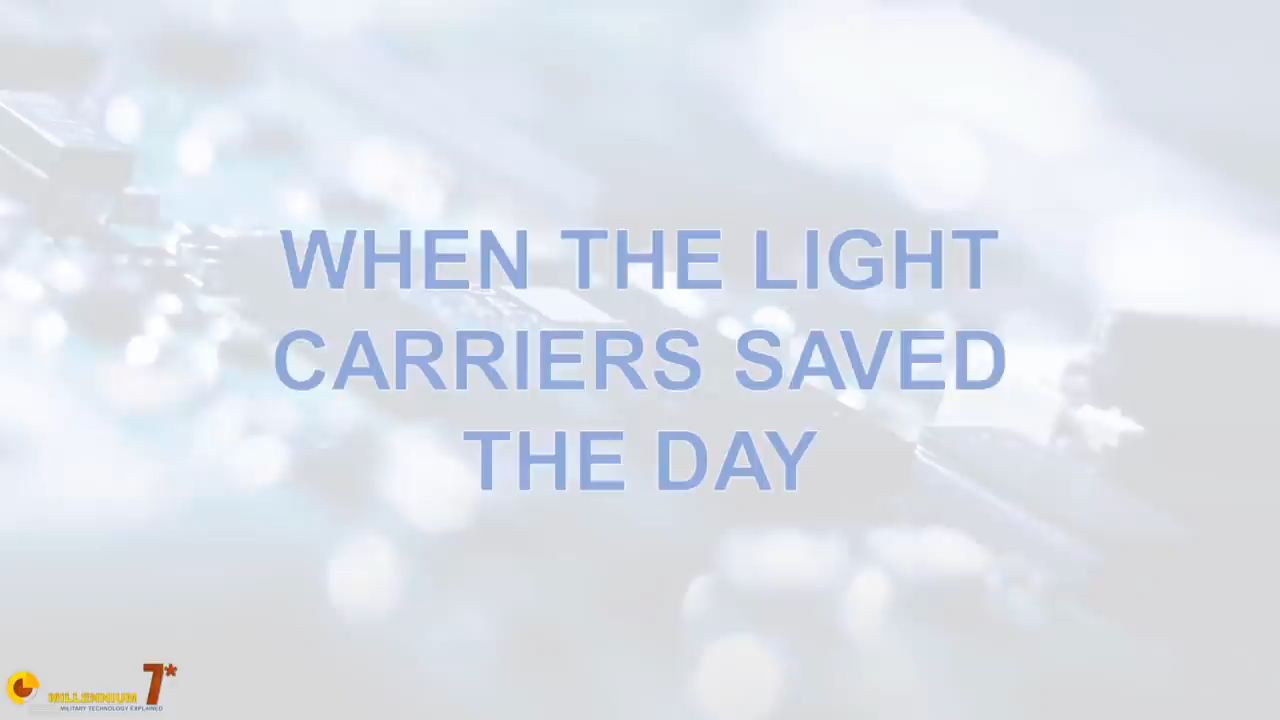 WHEN THE LIGHT
CARRIERS SAVED
THE DAY
MILLENNIUM 7*
MILITARY TECHNOLOGY EXPLAINED